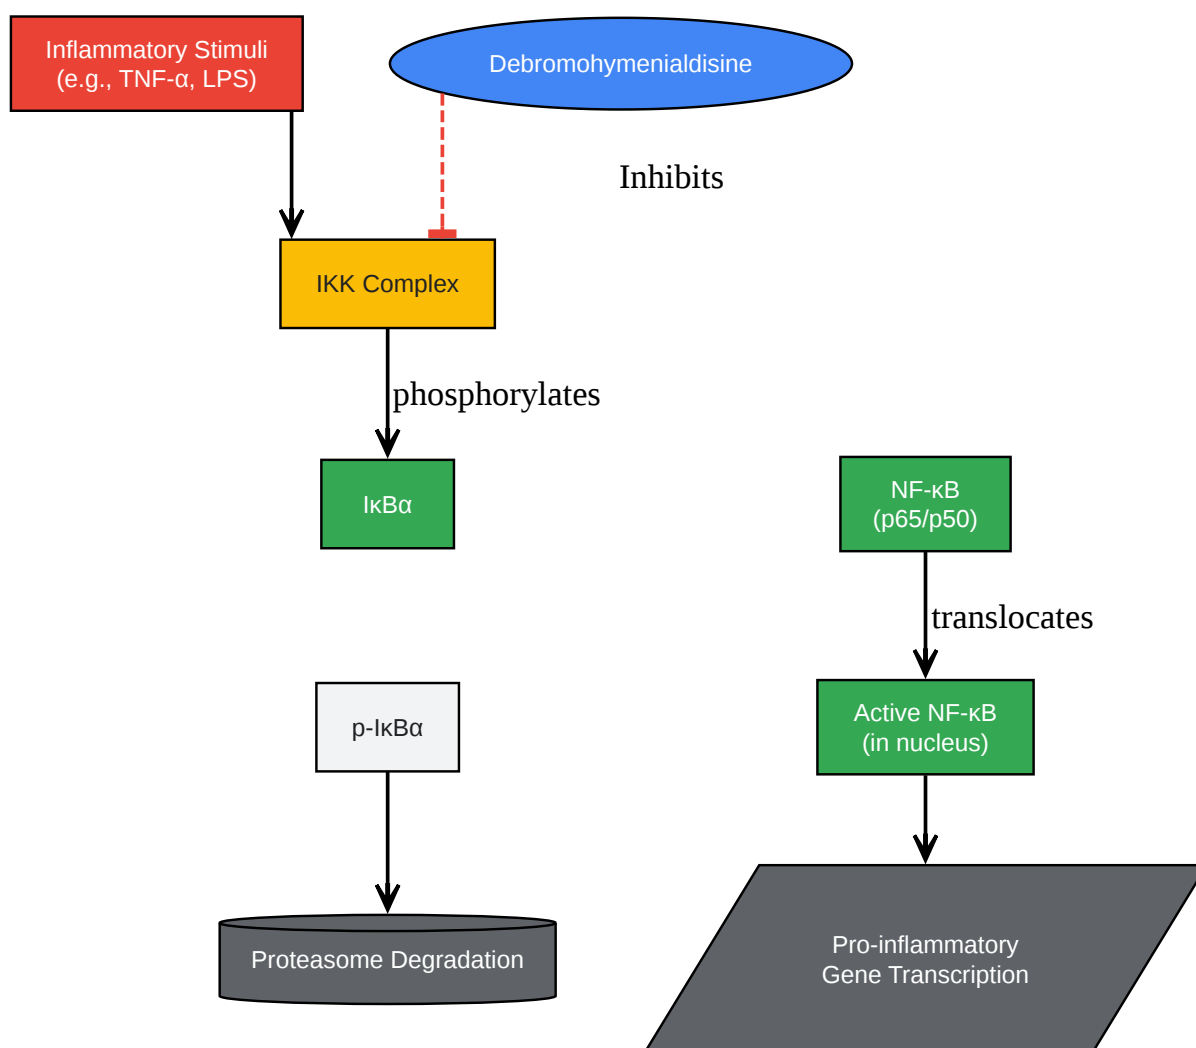 Inflammatory Stimuli
(e.g., TNF-α, LPS)
Debromohymenialdisine
Inhibits
IKK Complex
phosphorylates
IκBα
NF-κB
(p65/p50)
translocates
p-IκBα
Active NF-κB
(in nucleus)
Proteasome Degradation
Pro-inflammatory
Gene Transcription